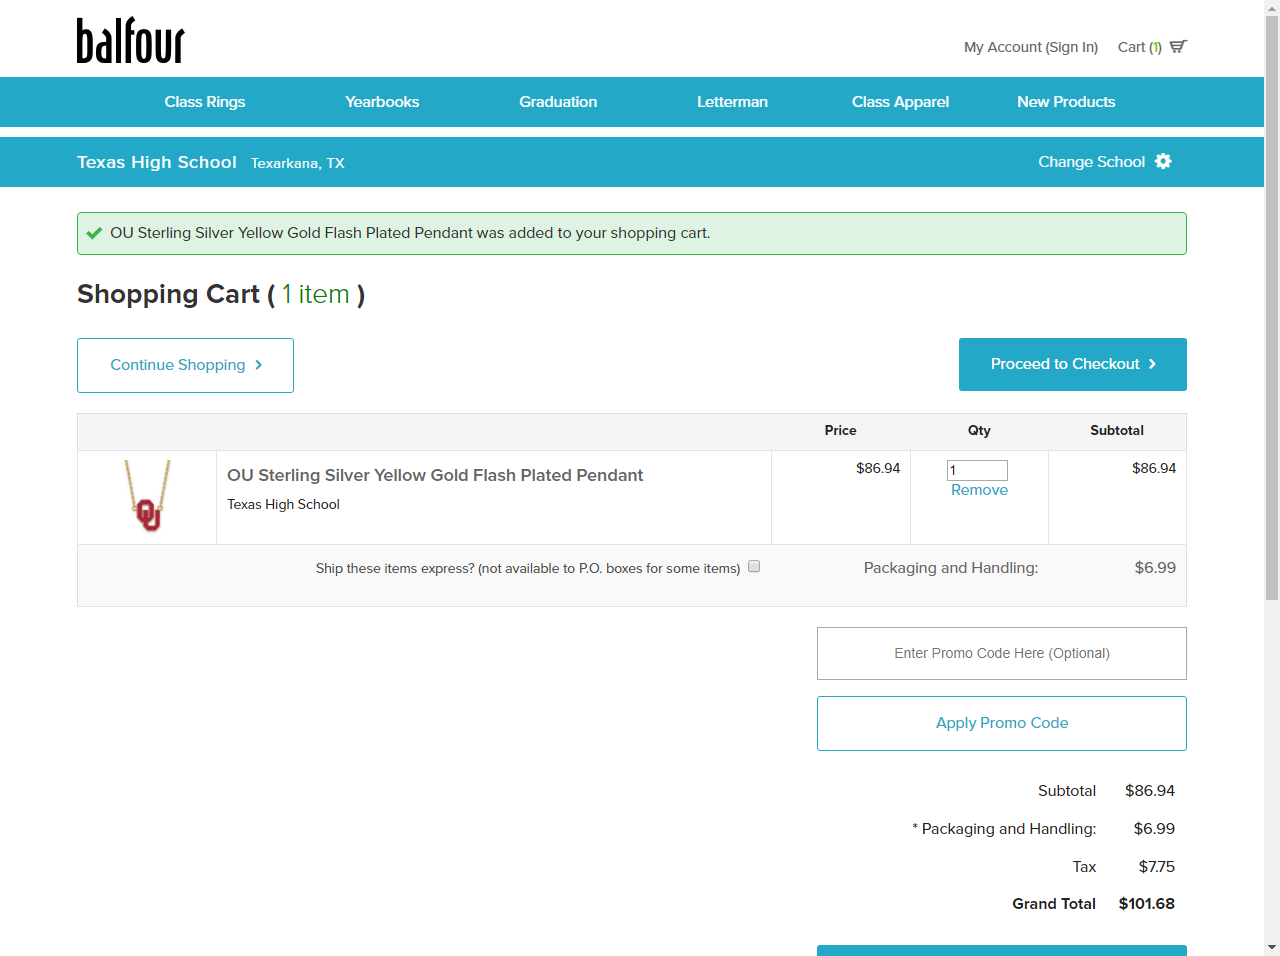 balfour
My Account (Sign In) Cart (1)
Class Rings Yearbooks Graduation Letterman Class Apparel New Products
Texas High School Texarkana, TX Change School
OU Sterling Silver Yellow Gold Flash Plated Pendant was added to your shopping cart.
Shopping Cart ( 1 item )
Continue Shopping Proceed to Checkout
Price Qty Subtotal
OU Sterling Silver Yellow Gold Flash Plated Pendant $86.94 1 $86.94
Remove
Texas High School
Ship these items express? (not available to P.O. boxes for some items) Packaging and Handling: $6.99
Enter Promo Code Here (Optional)
Apply Promo Code
Subtotal $86.94
* Packaging and Handling: $6.99
Tax $7.75
Grand Total $101.68